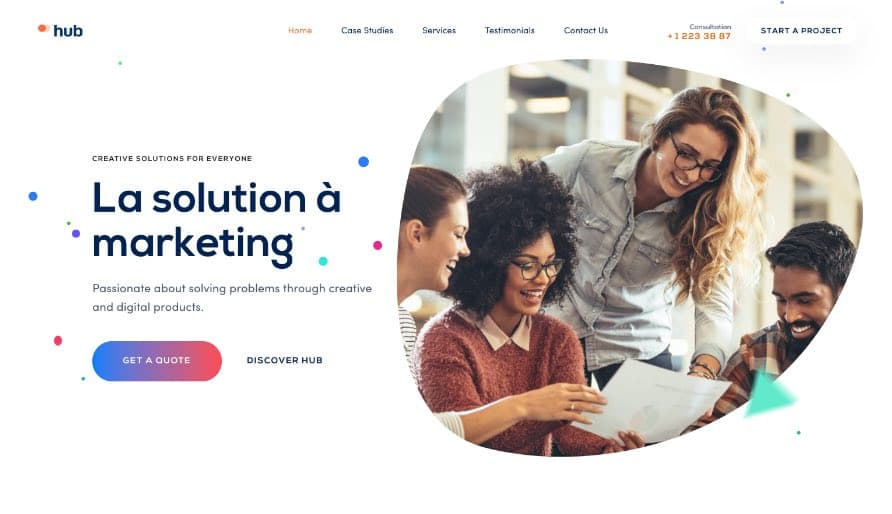 hub
Home
Case Studies
Services
Testimonials
Contact Us
Consultation
+1 223 38 87
START A PROJECT
CREATIVE SOLUTIONS FOR EVERYONE
La solution à
marketing
Passionate about solving problems through creative
and digital products.
GET A QUOTE
DISCOVER HUB